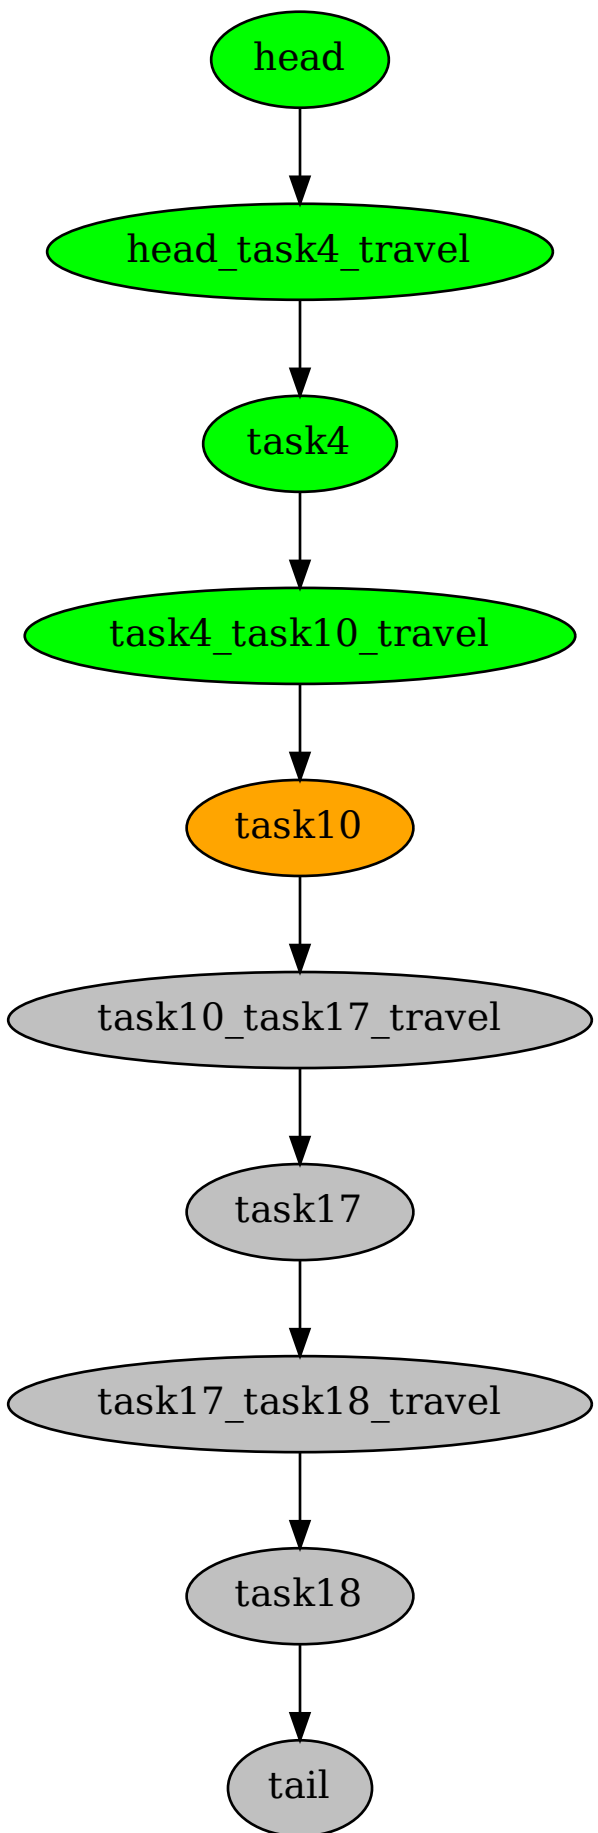 head
head_task4_travel
task4
task4_task10_travel
task10
task10_task17_travel
task17
task17_task18_travel
task18
tail